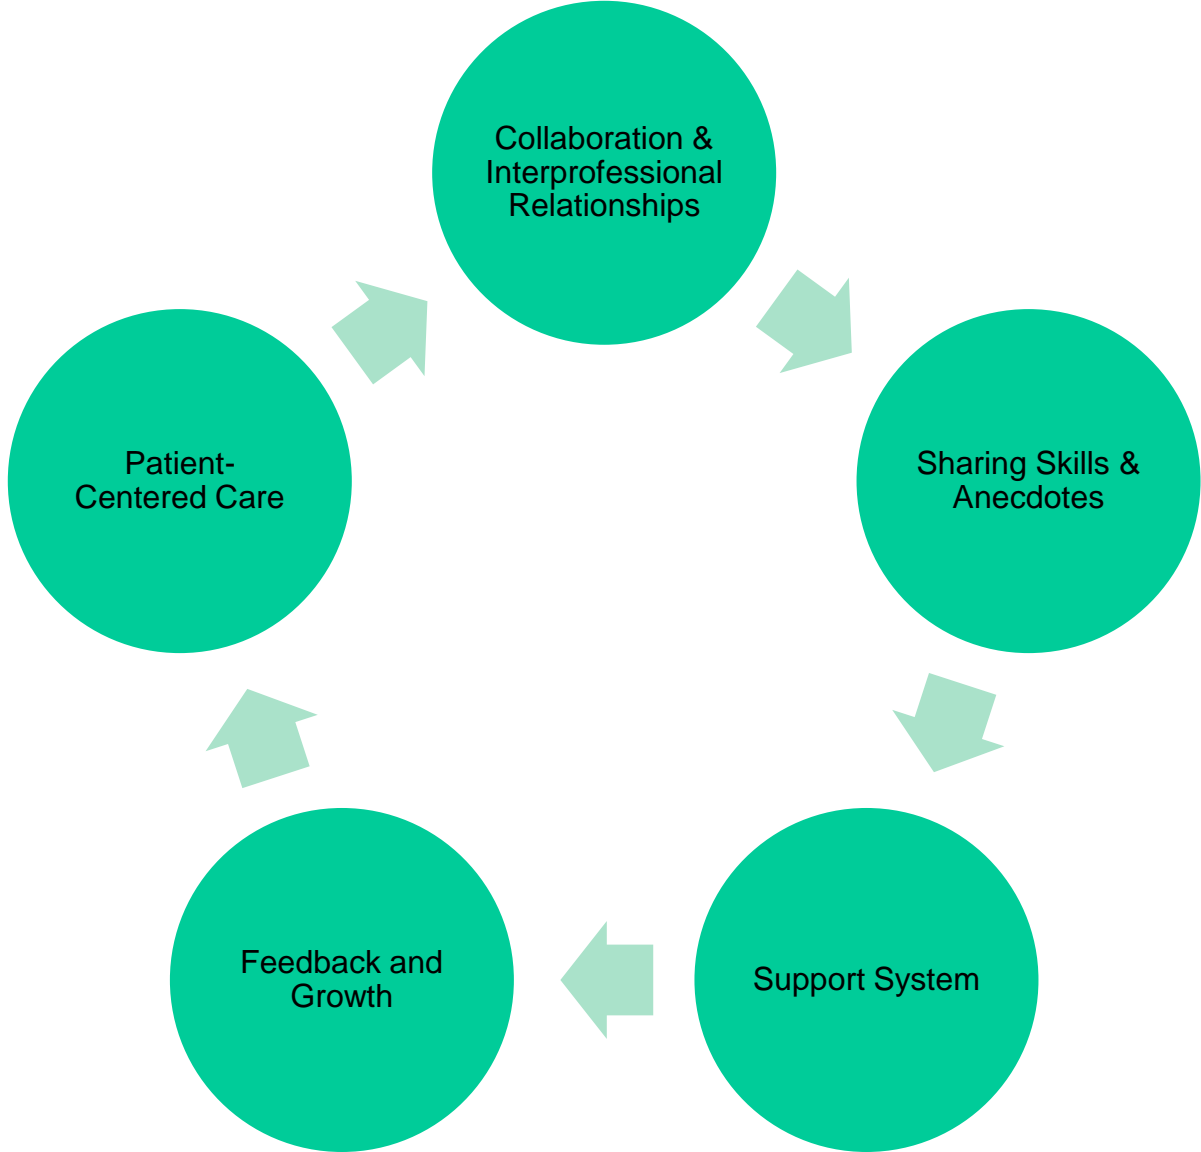 Collaboration &
Interprofessional
Relationships
Sharing Skills &
Anecdotes
Support System
Feedback and
Growth
Patient-
Centered Care